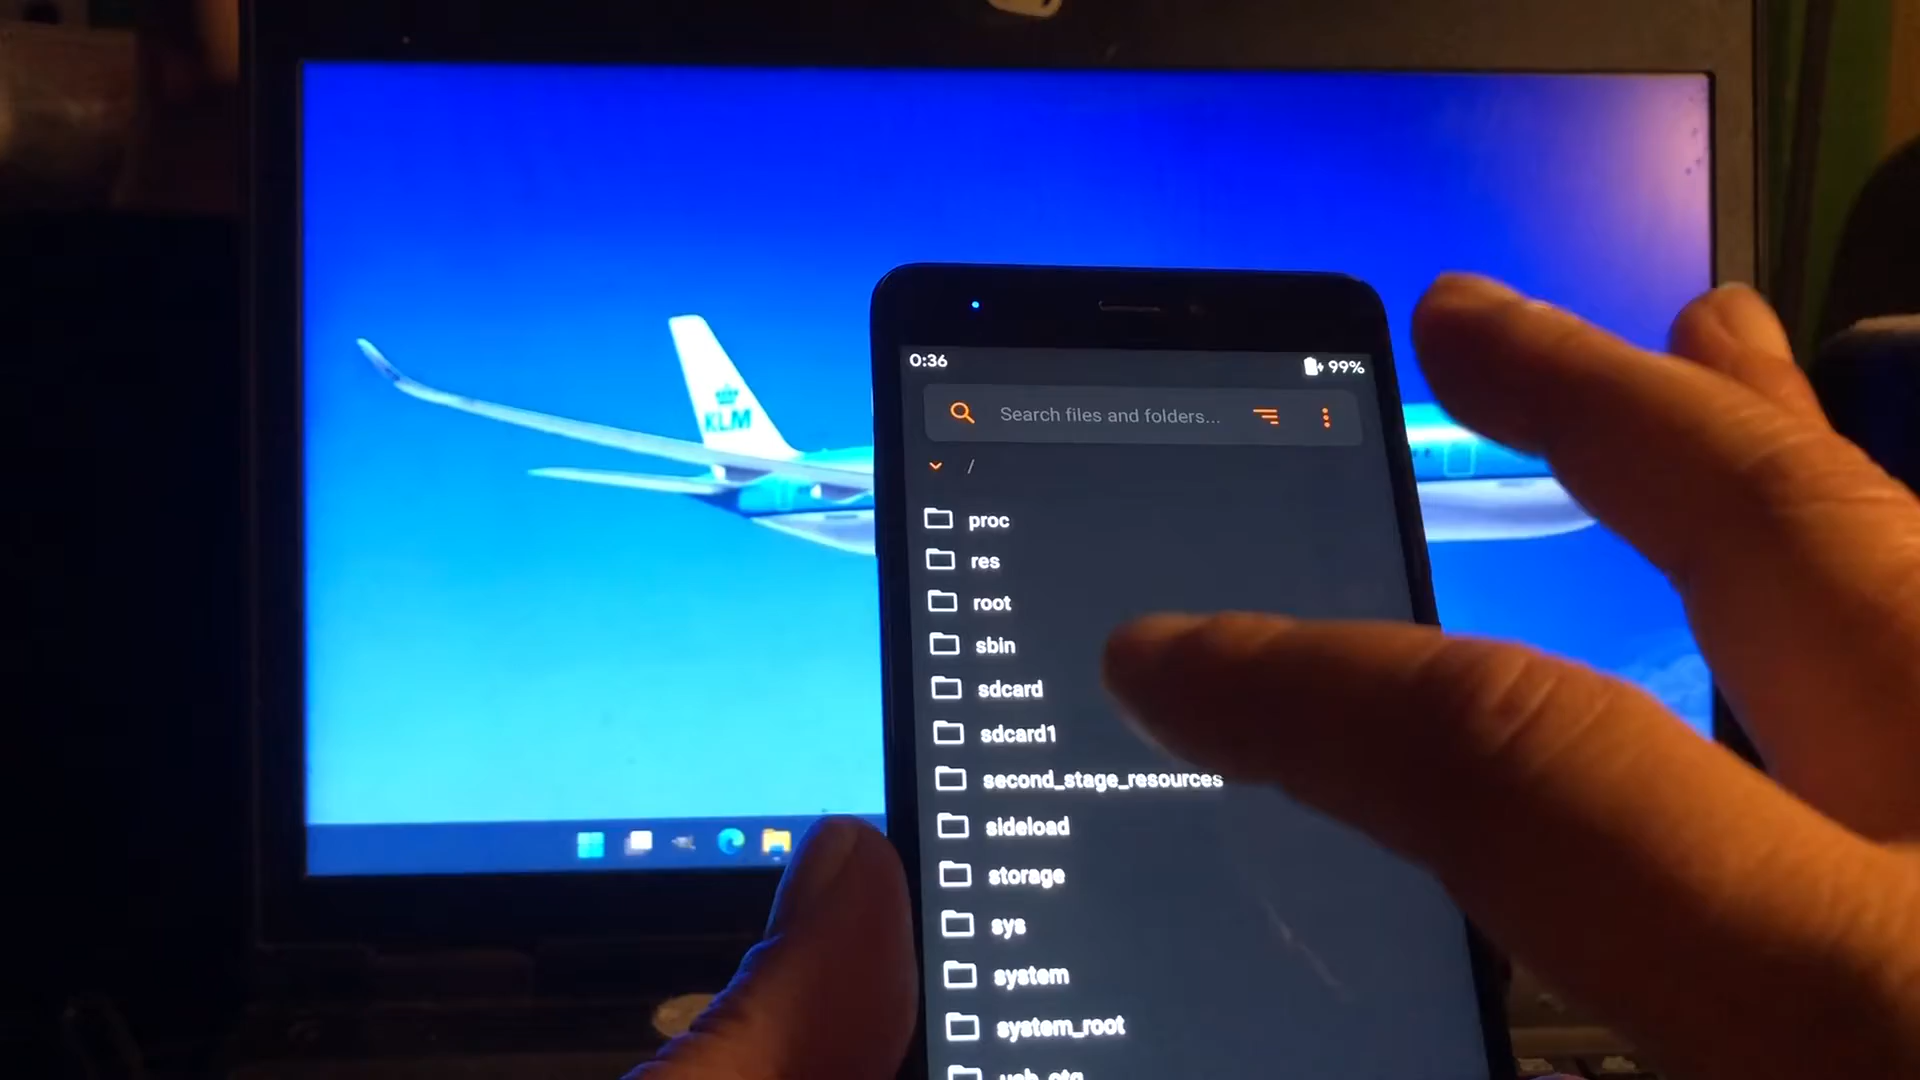 KLM
0:36
99%
Search files and folders...
/
proc
res
root
sbin
sdcard
sdcard1
second_stage_resources
sideload
storage
sys
system
system_root
usb_otg